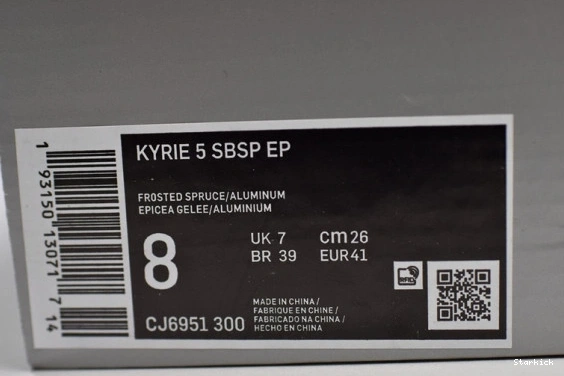 KYRIE 5 SBSP EP
FROSTED SPRUCE/ALUMINUM
EPICEA GELEE/ALUMINIUM
8
UK 7 cm 26
BR 39 EUR 41
CJ6951 300
MADE IN CHINA /
FABRIQUE EN CHINE /
FABRICADO NA CHINA /
HECHO EN CHINA
1 93150 13071 7 14
Starkick